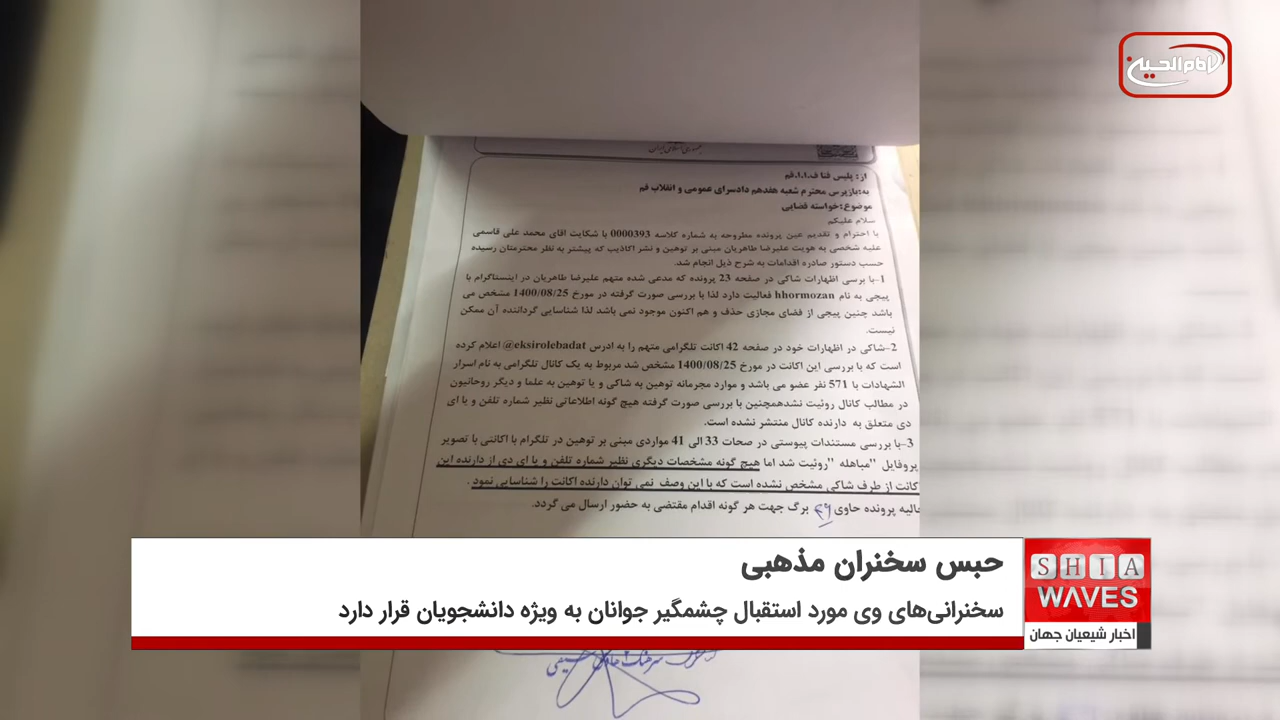 امام الحسین
جمهوری اسلامی ایران
از: پلیس فتا ف.ا.ا.قم
به:بازپرس محترم شعبه هفدهم دادسرای عمومی و انقلاب قم
موضوع:خواسته قضایی
سلام علیکم
با احترام و تقدیم عین پرونده مطروحه به شماره کلاسه 0000393 با شکایت اقای محمد علی قاسمی
علیه شخصی به هویت علیرضا طاهریان مبنی بر توهین و نشر اکاذیب که پیشتر به نظر محترمتان رسیده
حسب دستور صادره اقدامات به شرح ذیل انجام شد.
1-با برسی اظهارات شاکی در صفحه 23 پرونده که مدعی شده متهم علیرضا طاهریان در اینستاگرام با
پیجی به نام hhormozan فعالیت دارد لذا با بررسی صورت گرفته در مورخ 1400/08/25 مشخص می
باشد چنین پیجی از فضای مجازی حذف و هم اکنون موجود نمی باشد لذا شناسایی گرداننده آن ممکن
نیست.
2-شاکی در اظهارات خود در صفحه 42 اکانت تلگرامی متهم را به ادرس eksirolebadat@ اعلام کرده
است که با بررسی این اکانت در مورخ 1400/08/25 مشخص شد مربوط به یک کانال تلگرامی به نام اسرار
الشهادات با 571 نفر عضو می باشد و موارد مجرمانه توهین به شاکی و یا توهین به علما و دیگر روحانیون
در مطالب کانال روئیت نشدهمچنین با بررسی صورت گرفته هیچ گونه اطلاعاتی نظیر شماره تلفن و یا ای
دی متعلق به دارنده کانال منتشر نشده است.
3-با بررسی مستندات پیوستی در صحات 33 الی 41 مواردی مبنی بر توهین در تلگرام با اکانتی با تصویر
پروفایل "مباهله "روئیت شد اما هیچ گونه مشخصات دیگری نظیر شماره تلفن و یا ای دی از دارنده این
اکانت از طرف شاکی مشخص نشده است که با این وصف نمی توان دارنده اکانت را شناسایی نمود .
حالیه پرونده حاوی برگ جهت هر گونه اقدام مقتضی به حضور ارسال می گردد.
حبس سخنران مذهبی
سخنرانی‌های وی مورد استقبال چشمگیر جوانان به ویژه دانشجویان قرار دارد
SHIA
WAVES
اخبار شیعیان جهان